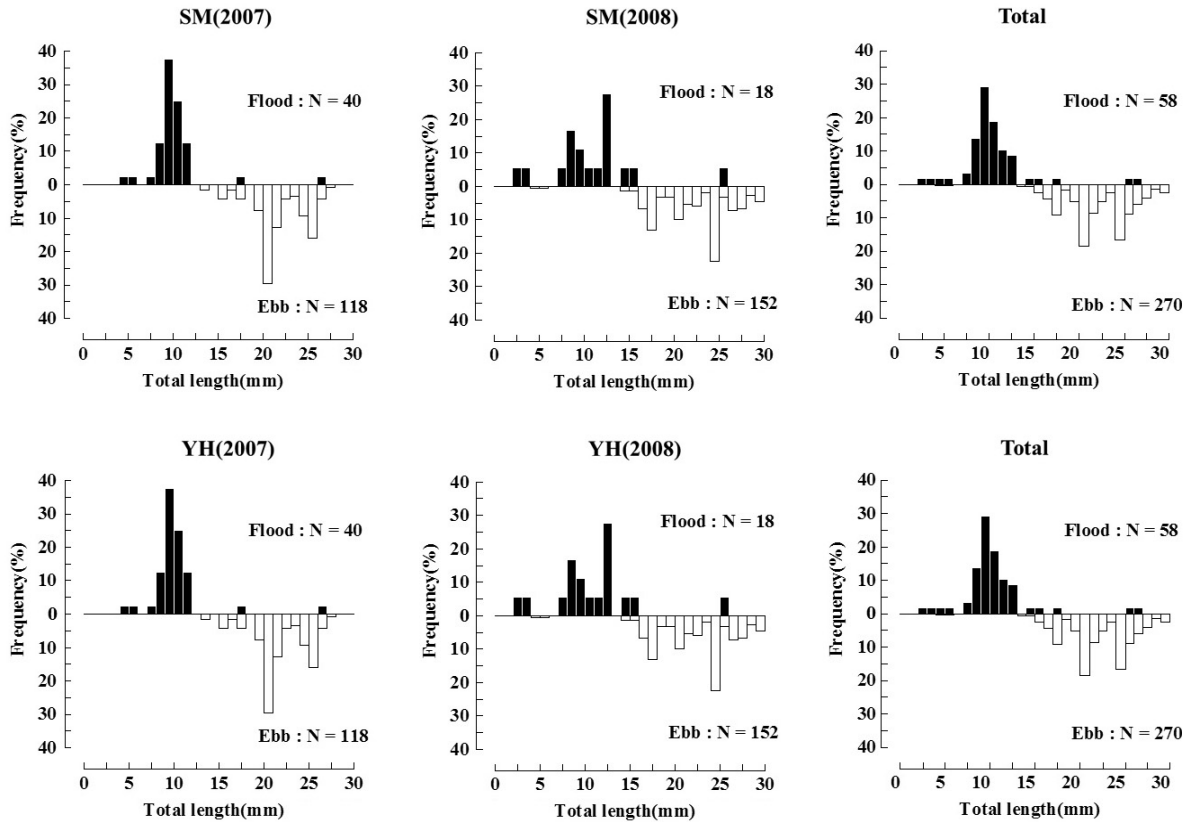 SM(2007)
SM(2008)
Total
40
30
20
10
0
10
20
30
40
Frequency(%)
Flood : N = 40
Ebb : N = 118
0 5 10 15 20 25 30
Total length(mm)
40
30
20
10
0
10
20
30
40
Frequency(%)
Flood : N = 18
Ebb : N = 152
0 5 10 15 20 25 30
Total length(mm)
40
30
20
10
0
10
20
30
40
Frequency(%)
Flood : N = 58
Ebb : N = 270
0 5 10 15 20 25 30
Total length(mm)
YH(2007)
YH(2008)
Total
40
30
20
10
0
10
20
30
40
Frequency(%)
Flood : N = 40
Ebb : N = 118
0 5 10 15 20 25 30
Total length(mm)
40
30
20
10
0
10
20
30
40
Frequency(%)
Flood : N = 18
Ebb : N = 152
0 5 10 15 20 25 30
Total length(mm)
40
30
20
10
0
10
20
30
40
Frequency(%)
Flood : N = 58
Ebb : N = 270
0 5 10 15 20 25 30
Total length(mm)